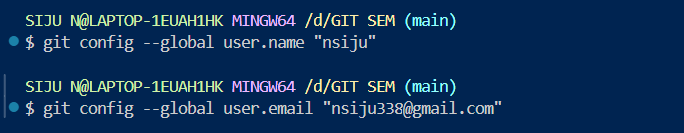 SIJU N@LAPTOP-1EUAH1HK MINGW64 /d/GIT SEM (main)
$ git config --global user.name "nsiju"
SIJU N@LAPTOP-1EUAH1HK MINGW64 /d/GIT SEM (main)
$ git config --global user.email "nsiju338@gmail.com"